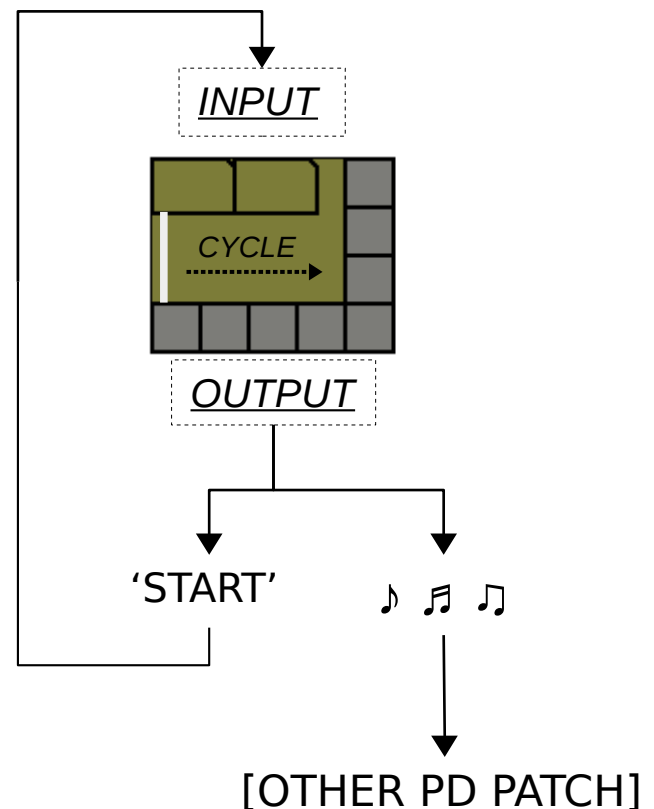 INPUT
CYCLE
OUTPUT
‘START’
♪ ♬ ♫
[OTHER PD PATCH]